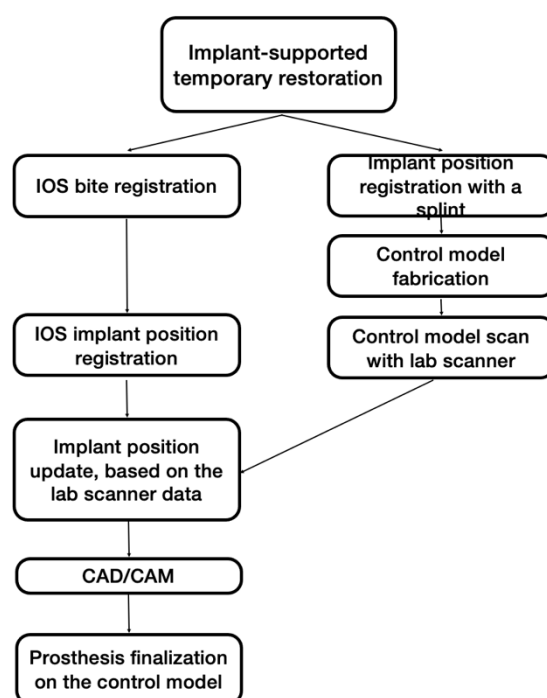 Implant-supported
temporary restoration
IOS bite registration
Implant position
registration with a
splint
Control model
fabrication
IOS implant position
registration
Control model scan
with lab scanner
Implant position
update, based on the
lab scanner data
CAD/CAM
Prosthesis finalization
on the control model